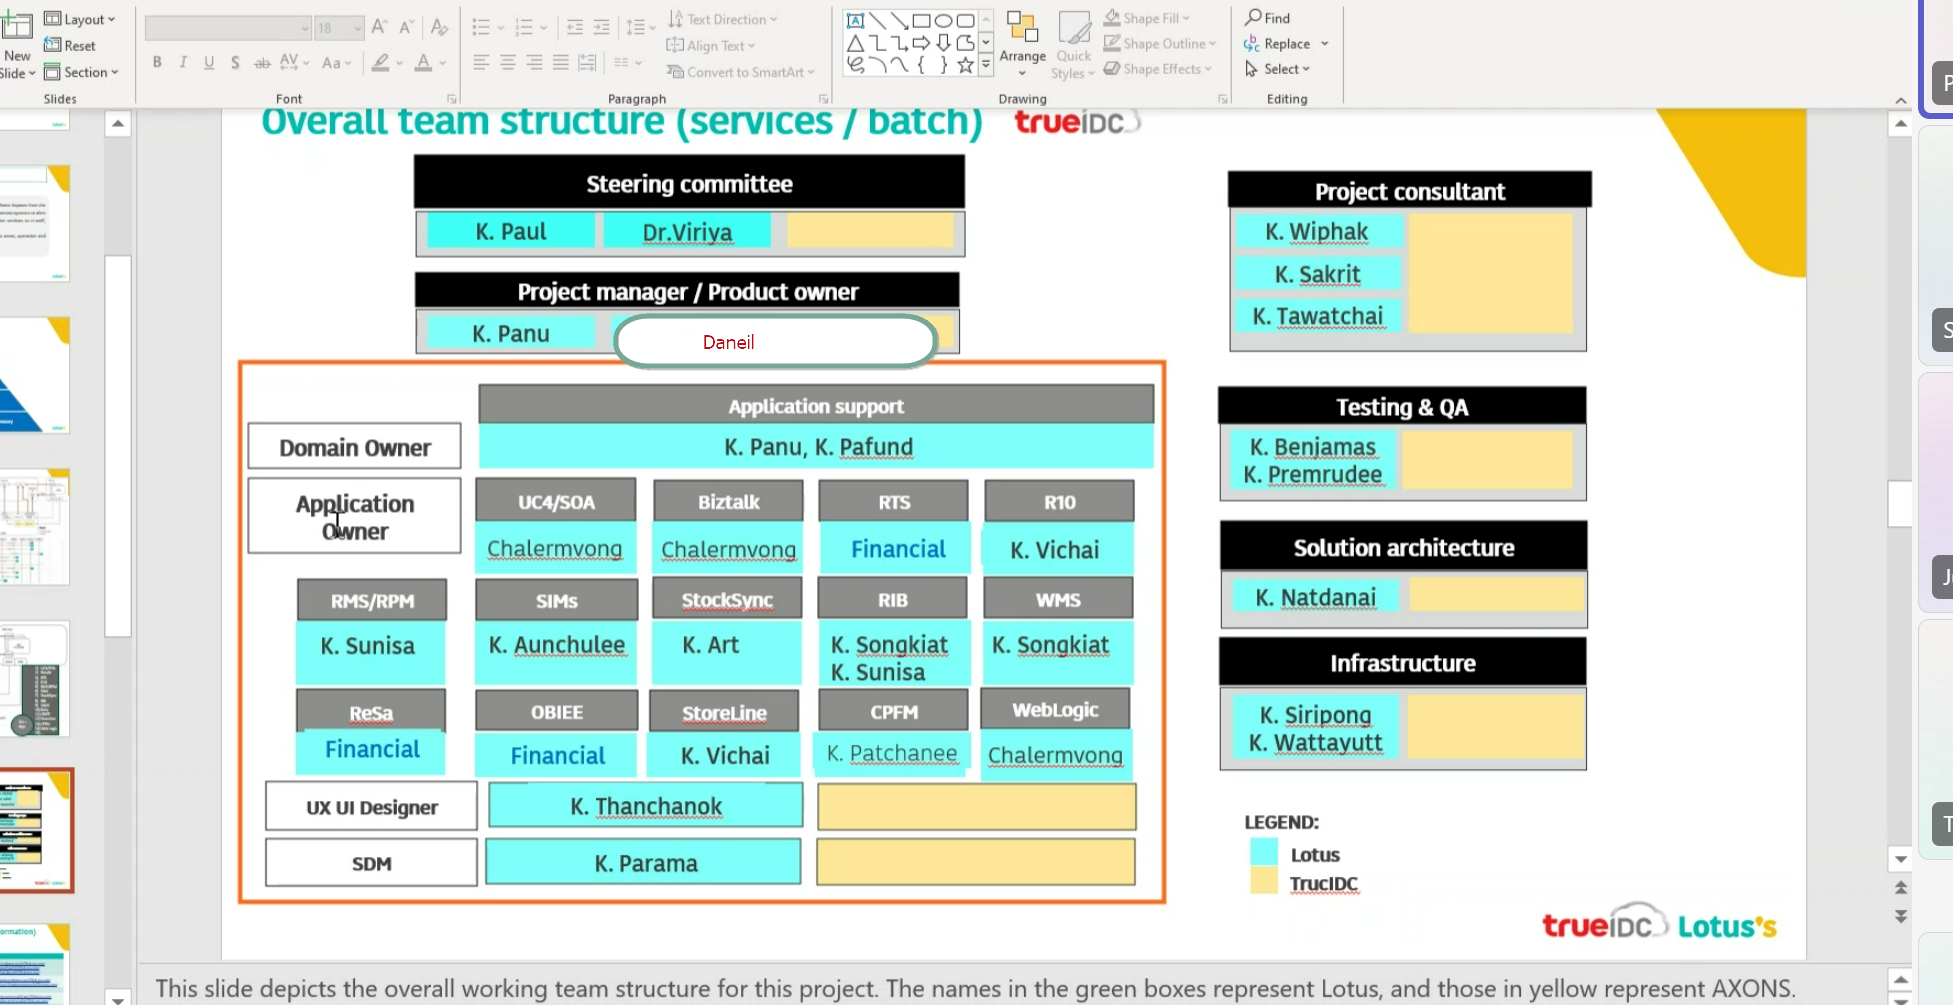 New
Slide
Layout
Reset
Section
Slides
18
Font
Text Direction
Align Text
Convert to SmartArt
Paragraph
Arrange
Quick
Styles
Shape Fill
Shape Outline
Shape Effects
Drawing
Find
Replace
Select
Editing
Overall team structure (services / batch)
trueIDC
Steering committee
K. Paul
Dr.Viriya
Project manager / Product owner
K. Panu
Daneil
Application support
Domain Owner
K. Panu, K. Pafund
Application
Owner
UC4/SOA
Biztalk
RTS
R10
Chalermvong
Chalermvong
Financial
K. Vichai
RMS/RPM
SIMs
StockSync
RIB
WMS
K. Sunisa
K. Aunchulee
K. Art
K. Songkiat
K. Sunisa
K. Songkiat
ReSa
OBIEE
StoreLine
CPFM
WebLogic
Financial
Financial
K. Vichai
K. Patchanee
Chalermvong
UX UI Designer
K. Thanchanok
SDM
K. Parama
Project consultant
K. Wiphak
K. Sakrit
K. Tawatchai
Testing & QA
K. Benjamas
K. Premrudee
Solution architecture
K. Natdanai
Infrastructure
K. Siripong
K. Wattayutt
LEGEND:
Lotus
TrucIDC
trueIDC Lotus's
This slide depicts the overall working team structure for this project. The names in the green boxes represent Lotus, and those in yellow represent AXONS.